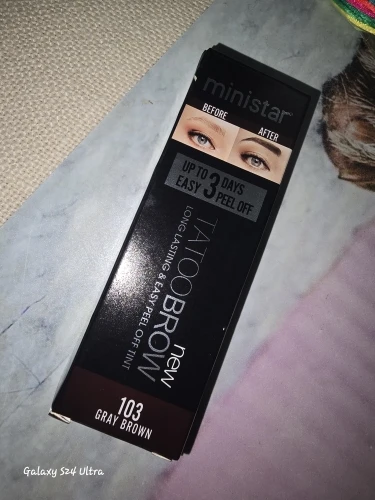 ministar
BEFORE
AFTER
UP TO 3 DAYS
EASY PEEL OFF
LONG LASTING & EASY PEEL OFF TINT
TATTOOBROW
new
103
GRAY BROWN
Galaxy S24 Ultra